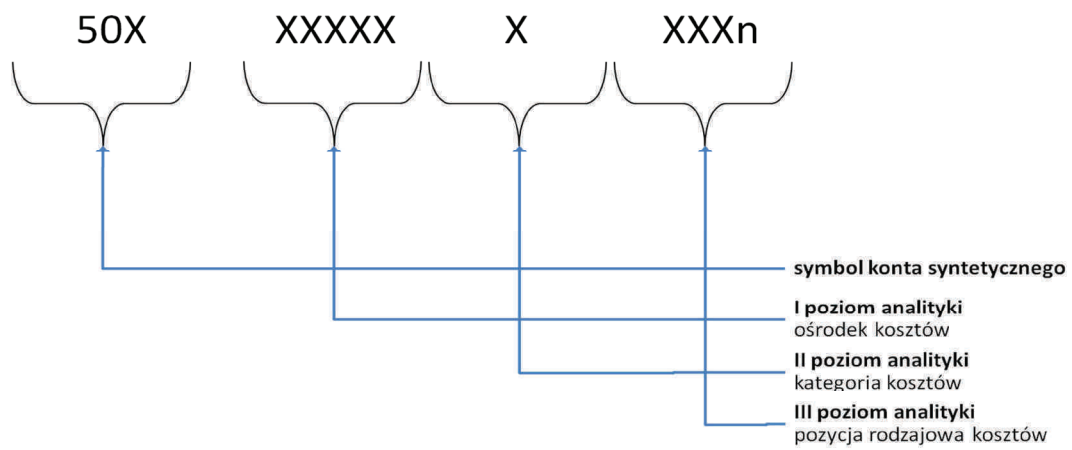 50X XXXXX X XXXn
symbol konta syntetycznego
I poziom analityki
ośrodek kosztów
II poziom analityki
kategoria kosztów
III poziom analityki
pozycja rodzajowa kosztów